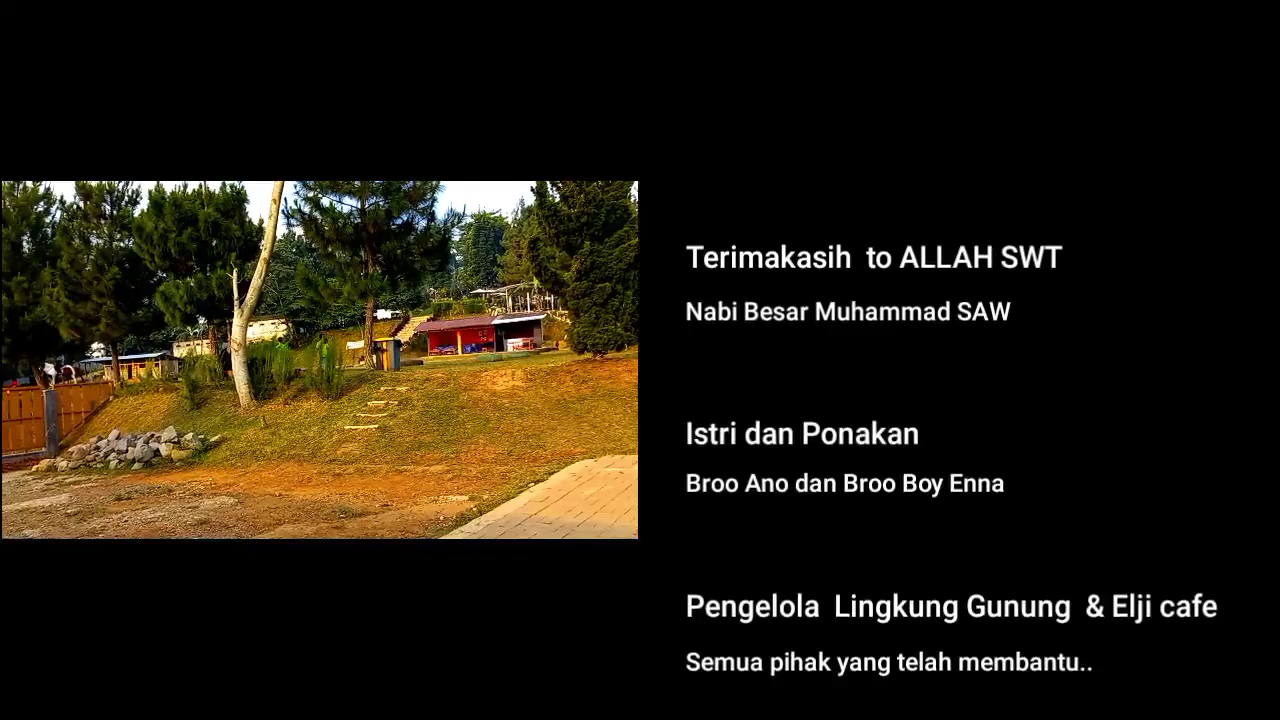 Terimakasih to ALLAH SWT
Nabi Besar Muhammad SAW
Istri dan Ponakan
Broo Ano dan Broo Boy Enna
Pengelola Lingkung Gunung & Elji cafe
Semua pihak yang telah membantu..